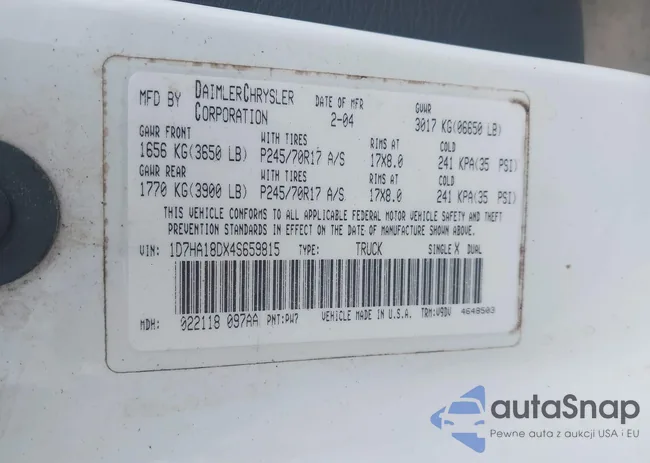 MFD BY DAIMLERCHRYSLER CORPORATION DATE OF MFR 2-04 GVWR 3017 KG(06650 LB)
GAWR FRONT WITH TIRES RIMS AT COLD
1656 KG(3650 LB) P245/70R17 A/S 17X8.0 241 KPA(35 PSI)
GAWR REAR WITH TIRES RIMS AT COLD
1770 KG(3900 LB) P245/70R17 A/S 17X8.0 241 KPA(35 PSI)
THIS VEHICLE CONFORMS TO ALL APPLICABLE FEDERAL MOTOR VEHICLE SAFETY AND THEFT
PREVENTION STANDARDS IN EFFECT ON THE DATE OF MANUFACTURE SHOWN ABOVE.
VIN: 1D7HA18DX4S659815 TYPE: TRUCK SINGLE X DUAL
MDH: 022118 097AA PNT:PW7 VEHICLE MADE IN U.S.A. TRM:V9DV 4648503
autaSnap
Pewne auta z aukcji USA i EU